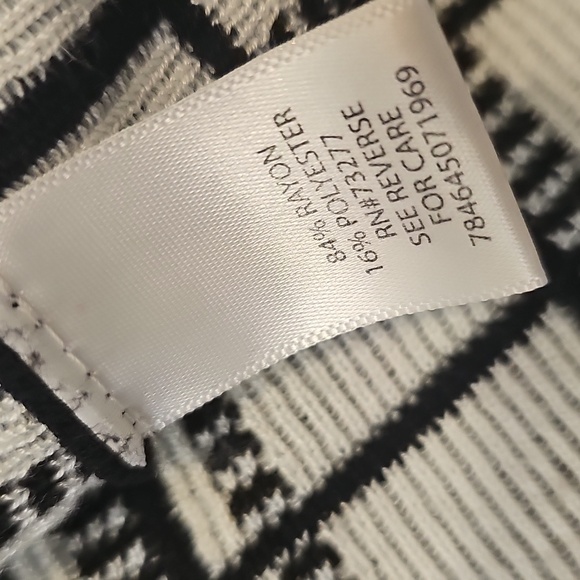 84% RAYON
16% POLYESTER
RN#73277
SEE REVERSE
FOR CARE
784645071969